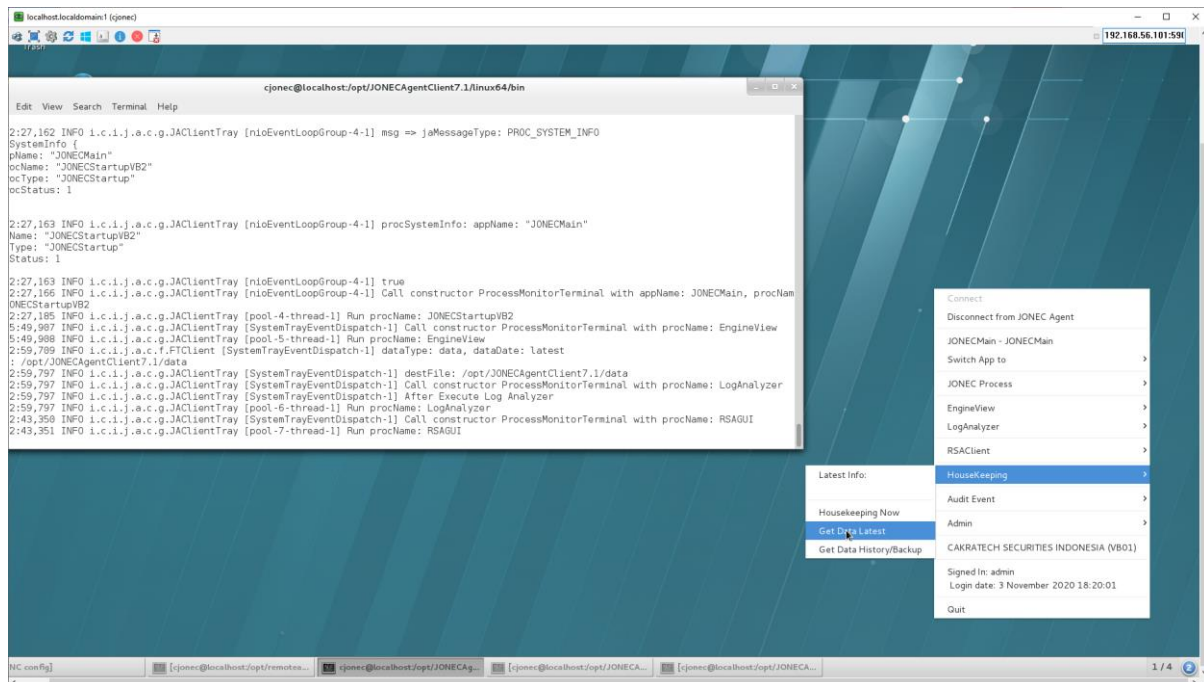 localhost.localdomain:1 (cjonec)
192.168.56.101:590
Trash
cjonec@localhost:/opt/JONECAgentClient7.1/linux64/bin
Edit View Search Terminal Help
2:27,162 INFO i.c.i.j.a.c.g.JAClientTray [nioEventLoopGroup-4-1] msg => jaMessageType: PROC_SYSTEM_INFO
SystemInfo {
pName: "JONECMain"
ocName: "JONECStartupVB2"
ocType: "JONECStartup"
ocStatus: 1
2:27,163 INFO i.c.i.j.a.c.g.JAClientTray [nioEventLoopGroup-4-1] procSystemInfo: appName: "JONECMain"
Name: "JONECStartupVB2"
Type: "JONECStartup"
Status: 1
2:27,163 INFO i.c.i.j.a.c.g.JAClientTray [nioEventLoopGroup-4-1] true
2:27,166 INFO i.c.i.j.a.c.g.JAClientTray [nioEventLoopGroup-4-1] Call constructor ProcessMonitorTerminal with appName: JONECMain, procNam
ONECStartupVB2
2:27,185 INFO i.c.i.j.a.c.g.JAClientTray [pool-4-thread-1] Run procName: JONECStartupVB2
5:49,907 INFO i.c.i.j.a.c.g.JAClientTray [SystemTrayEventDispatch-1] Call constructor ProcessMonitorTerminal with procName: EngineView
5:49,908 INFO i.c.i.j.a.c.g.JAClientTray [pool-5-thread-1] Run procName: EngineView
2:59,709 INFO i.c.i.j.a.c.f.FTClient [SystemTrayEventDispatch-1] dataType: data, dataDate: latest
: /opt/JONECAgentClient7.1/data
2:59,797 INFO i.c.i.j.a.c.g.JAClientTray [SystemTrayEventDispatch-1] destFile: /opt/JONECAgentClient7.1/data
2:59,797 INFO i.c.i.j.a.c.g.JAClientTray [SystemTrayEventDispatch-1] Call constructor ProcessMonitorTerminal with procName: LogAnalyzer
2:59,797 INFO i.c.i.j.a.c.g.JAClientTray [SystemTrayEventDispatch-1] After Execute Log Analyzer
2:59,797 INFO i.c.i.j.a.c.g.JAClientTray [pool-6-thread-1] Run procName: LogAnalyzer
2:43,350 INFO i.c.i.j.a.c.g.JAClientTray [SystemTrayEventDispatch-1] Call constructor ProcessMonitorTerminal with procName: RSAGUI
2:43,351 INFO i.c.i.j.a.c.g.JAClientTray [pool-7-thread-1] Run procName: RSAGUI
Connect
Disconnect from JONEC Agent
JONECMain - JONECMain
Switch App to
JONEC Process
EngineView
LogAnalyzer
RSAClient
HouseKeeping
Audit Event
Admin
CAKRATECH SECURITIES INDONESIA (VB01)
Signed In: admin
Login date: 3 November 2020 18:20:01
Quit
Latest Info:
Housekeeping Now
Get Data Latest
Get Data History/Backup
NC config]
[cjonec@localhost:/opt/remotea...
cjonec@localhost:/opt/JONECAg...
[cjonec@localhost:/opt/JONECA...
[cjonec@localhost:/opt/JONECA...
1 / 4
2